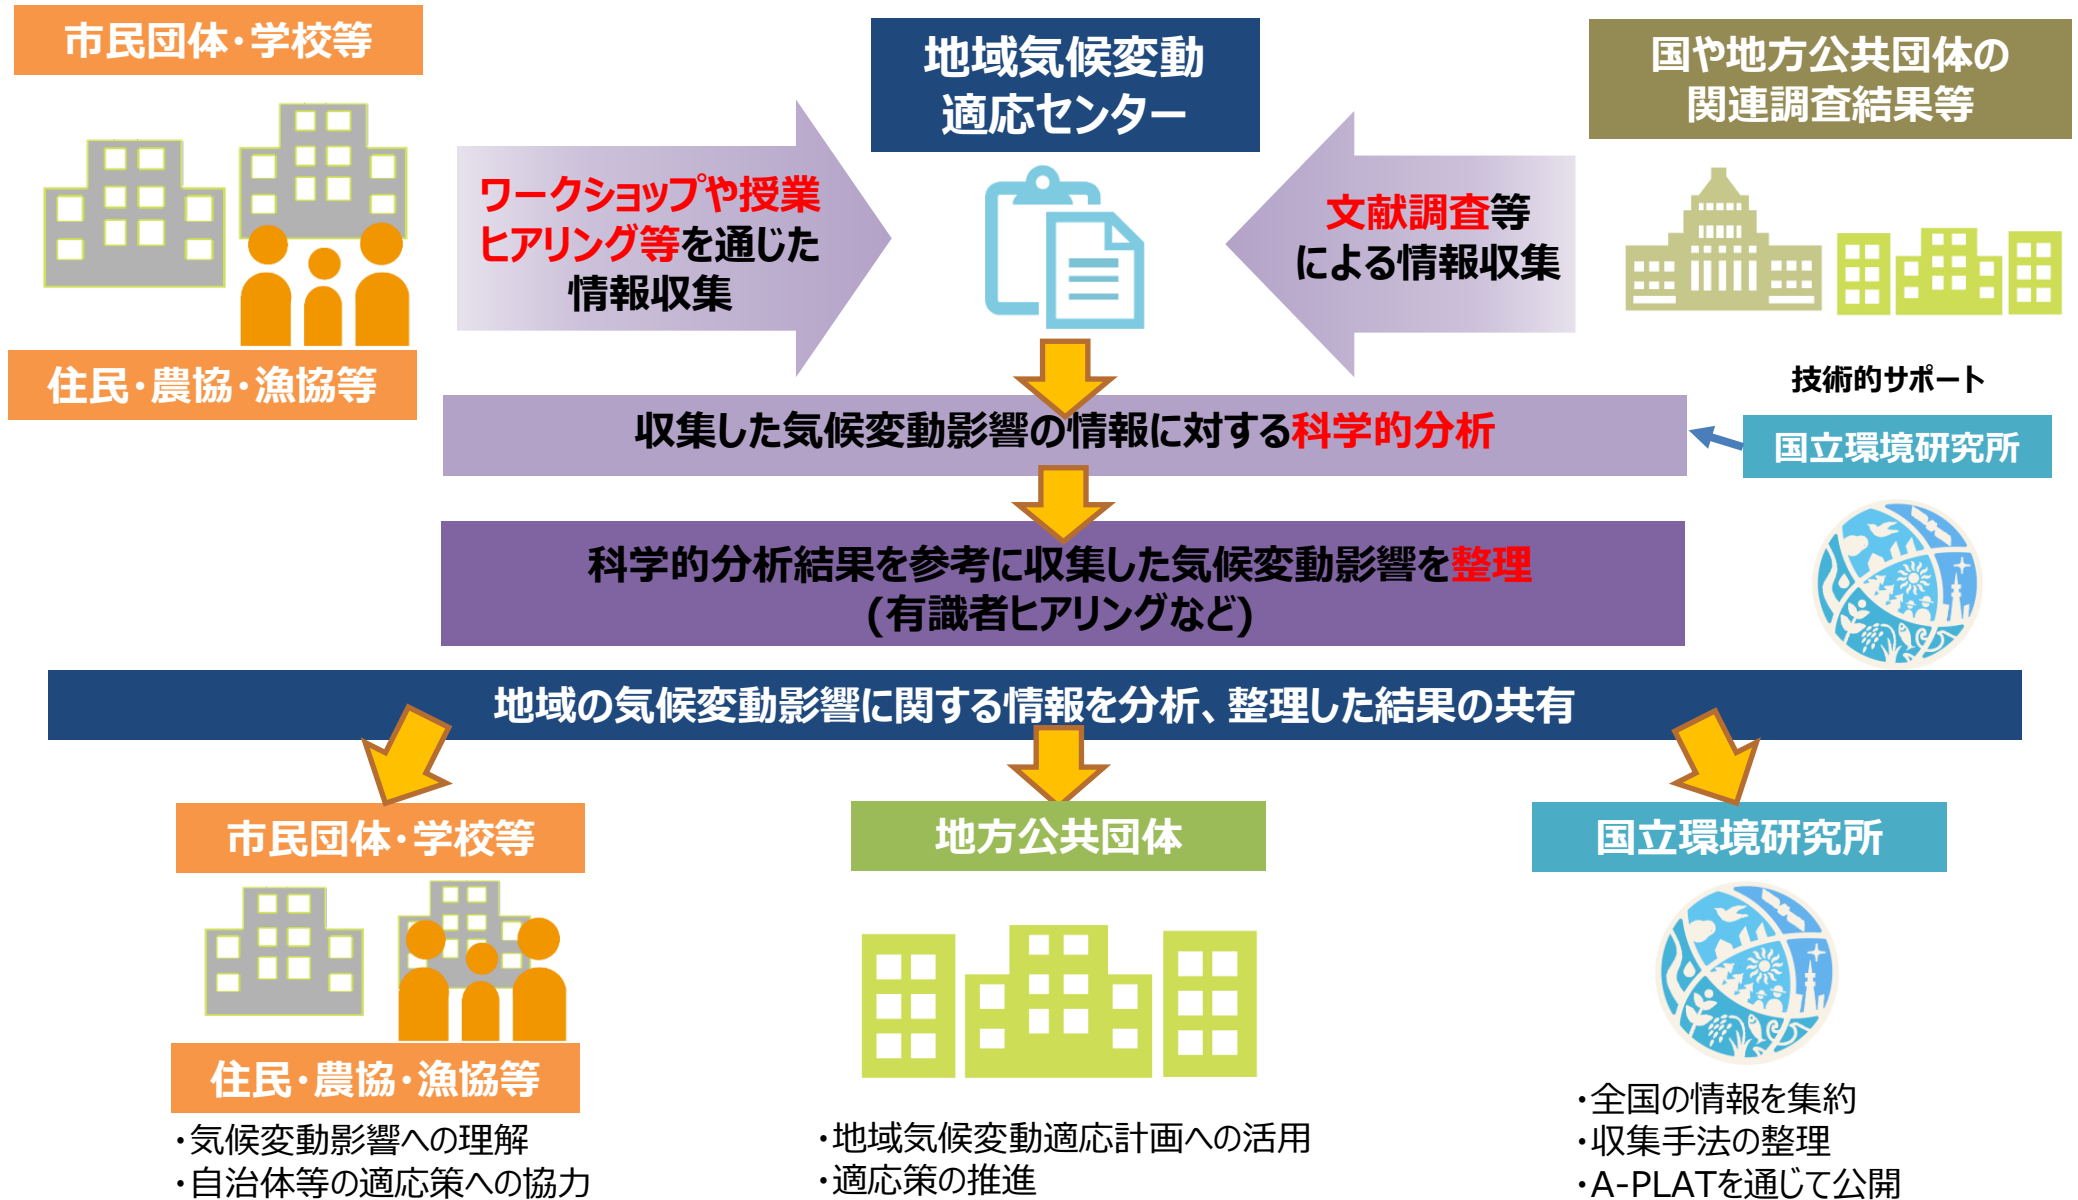 市民団体・学校等
住民・農協・漁協等
ワークショップや授業
ヒアリング等を通じた
情報収集
地域気候変動
適応センター
文献調査等
による情報収集
国や地方公共団体の
関連調査結果等
技術的サポート
国立環境研究所
収集した気候変動影響の情報に対する科学的分析
科学的分析結果を参考に収集した気候変動影響を整理
(有識者ヒアリングなど)
地域の気候変動影響に関する情報を分析、整理した結果の共有
市民団体・学校等
住民・農協・漁協等
・気候変動影響への理解
・自治体等の適応策への協力
地方公共団体
・地域気候変動適応計画への活用
・適応策の推進
国立環境研究所
・全国の情報を集約
・収集手法の整理
・A-PLATを通じて公開